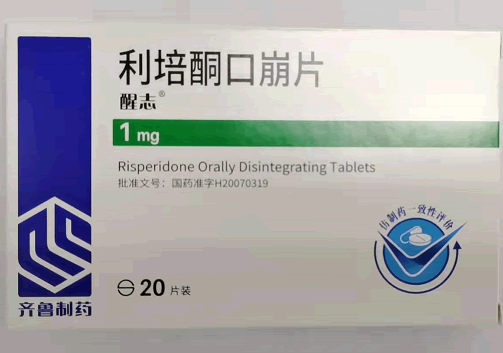 利培酮口崩片
醒志®
1 mg
Risperidone Orally Disintegrating Tablets
批准文号：国药准字H20070319
仿制药一致性评价
20 片装
齐鲁制药